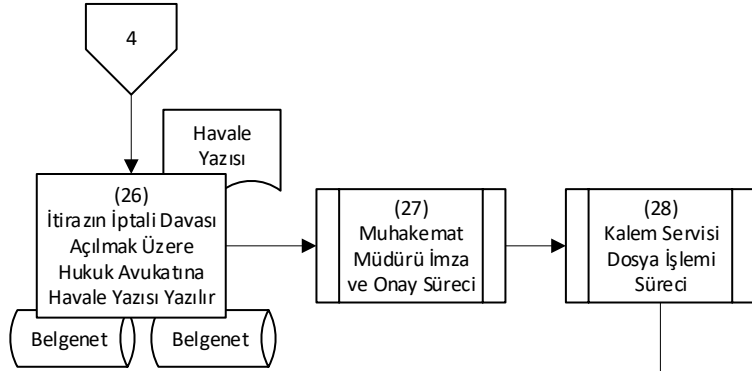 4
Havale
Yazısı
(26)
İtirazın İptali Davası
Açılmak Üzere
Hukuk Avukatına
Havale Yazısı Yazılır
Belgenet
Belgenet
(27)
Muhakemat
Müdürü İmza
ve Onay Süreci
(28)
Kalem Servisi
Dosya İşlemi
Süreci